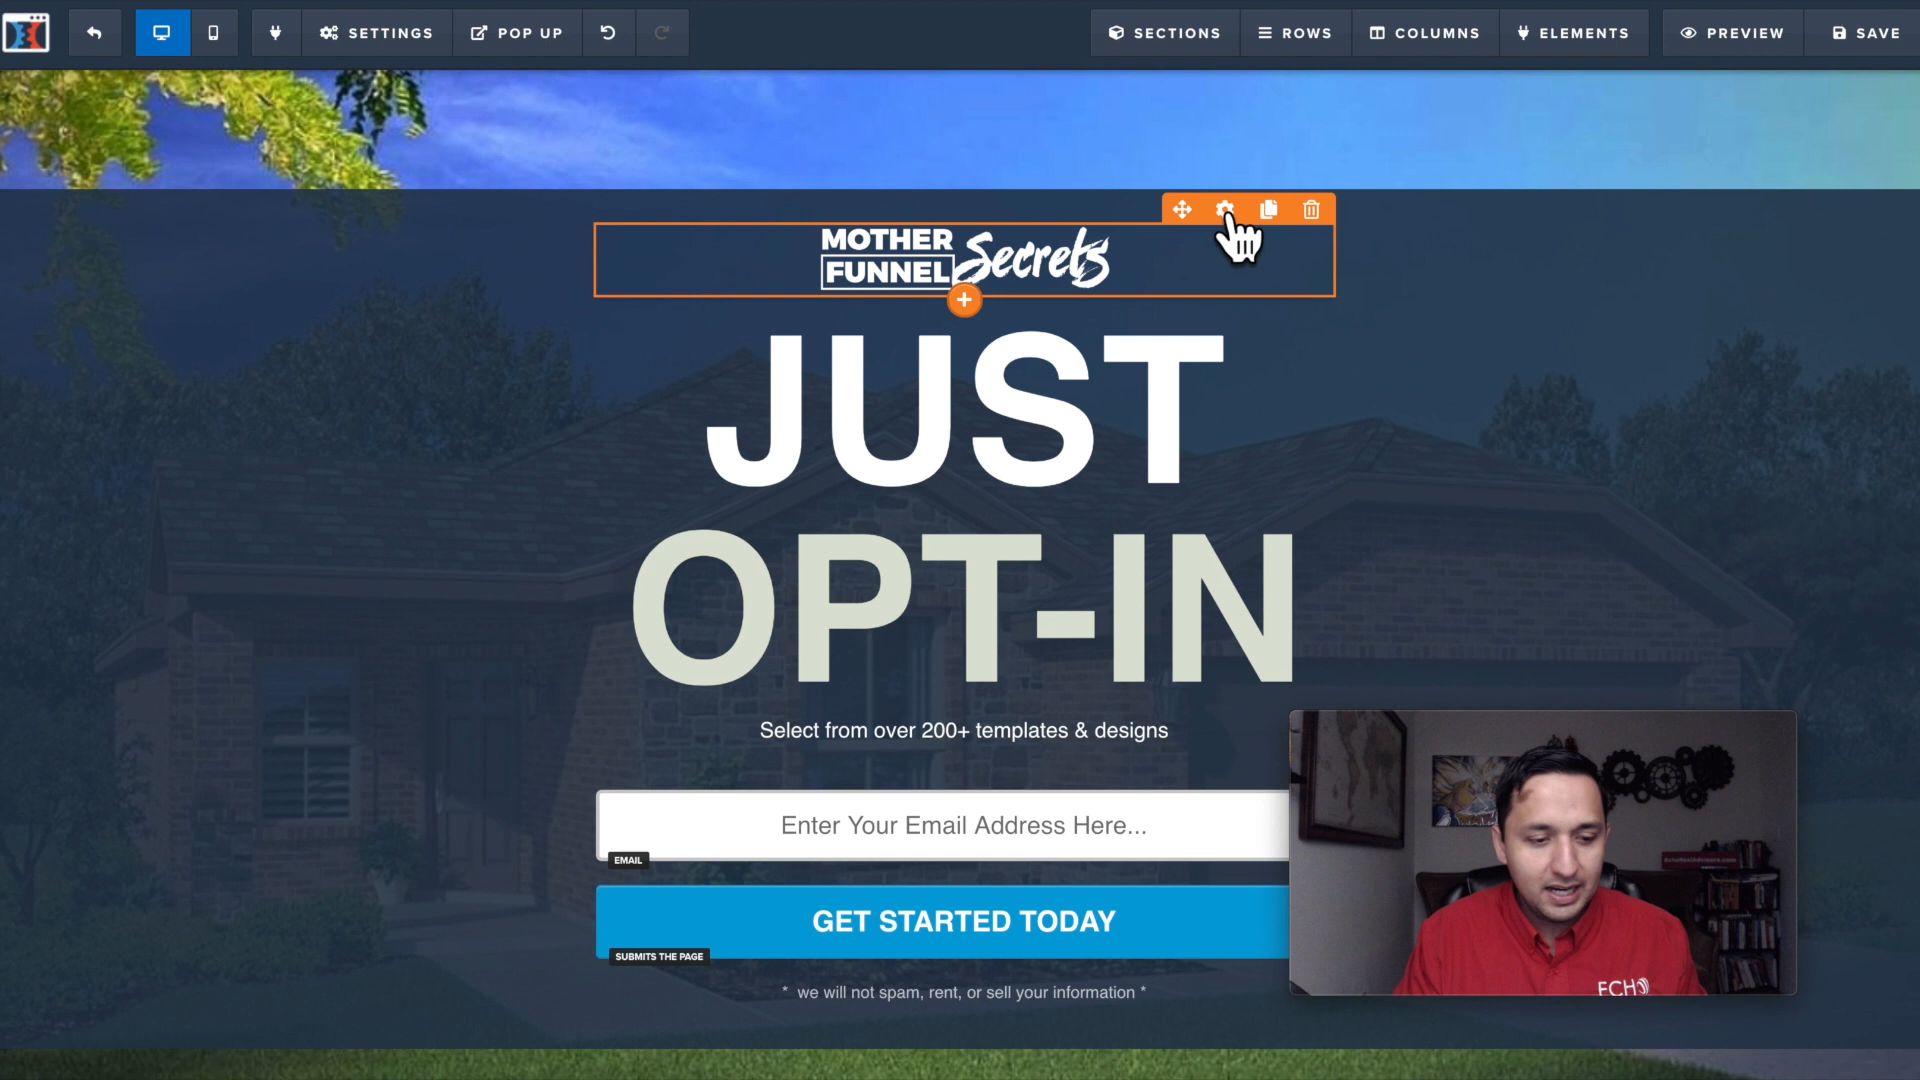 SETTINGS
POP UP
SECTIONS
ROWS
COLUMNS
ELEMENTS
PREVIEW
SAVE
MOTHER
FUNNEL
Secrets
JUST
OPT-IN
Select from over 200+ templates & designs
Enter Your Email Address Here...
EMAIL
GET STARTED TODAY
SUBMITS THE PAGE
* we will not spam, rent, or sell your information *
ECHO